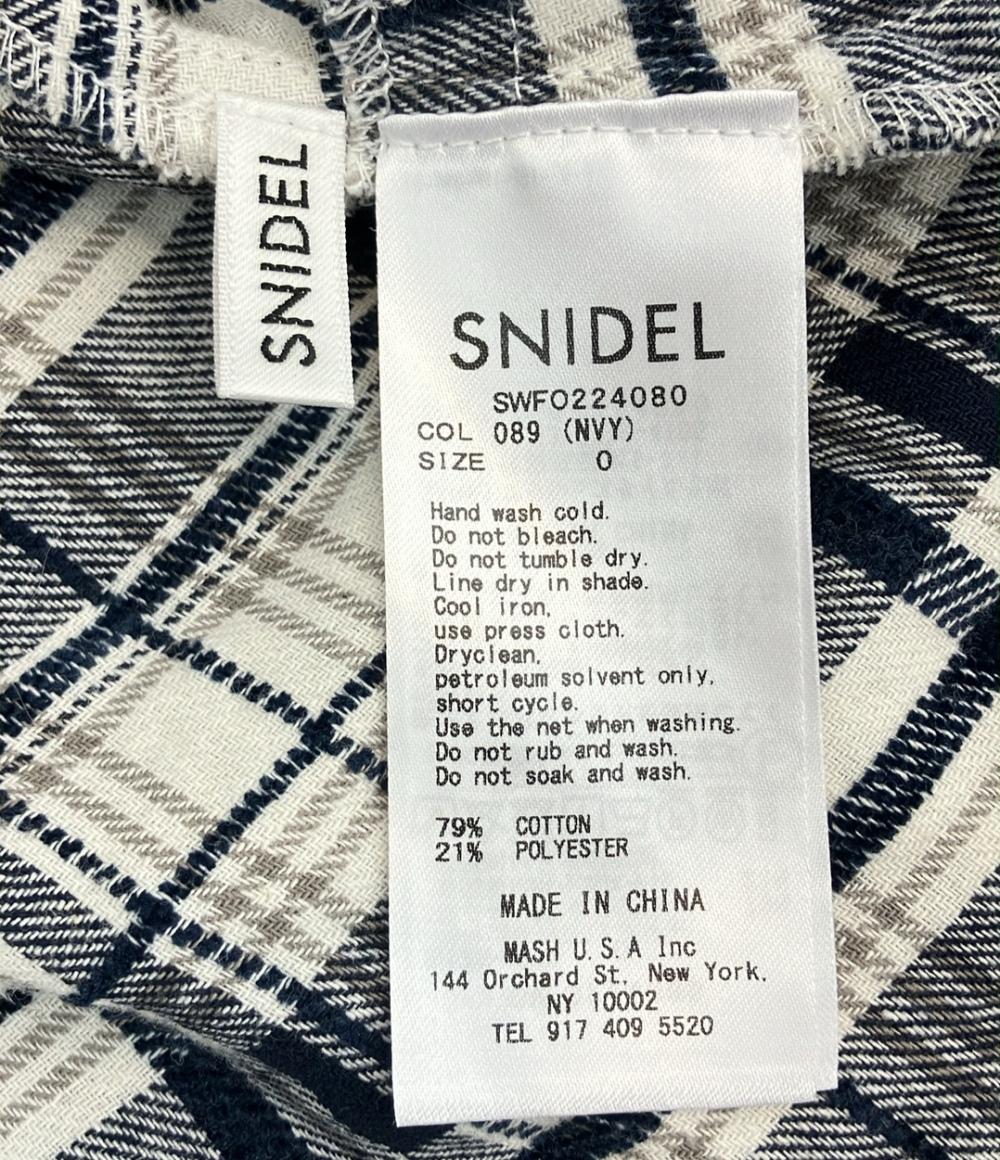 SNIDEL
SNIDEL
SWFO224080
COL 089 (NVY)
SIZE 0
Hand wash cold.
Do not bleach.
Do not tumble dry.
Line dry in shade.
Cool iron,
use press cloth.
Dryclean,
petroleum solvent only,
short cycle.
Use the net when washing.
Do not rub and wash.
Do not soak and wash.
79% COTTON
21% POLYESTER
MADE IN CHINA
MASH U.S.A Inc
144 Orchard St, New York,
NY 10002
TEL 917 409 5520